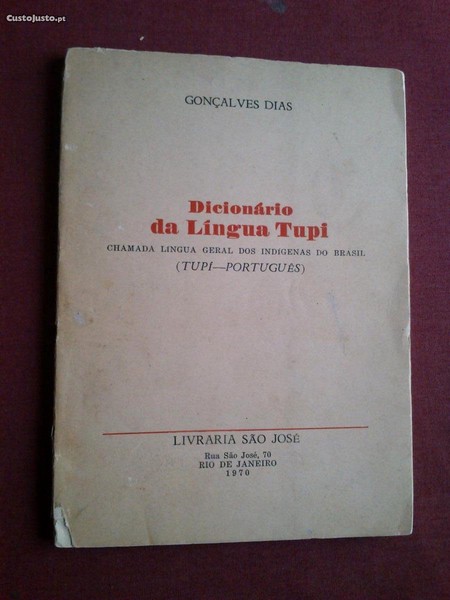 CustoJusto.pt
GONÇALVES DIAS
Dicionário
da Língua Tupi
CHAMADA LINGUA GERAL DOS INDIGENAS DO BRASIL
(TUPÍ—PORTUGUÊS)
LIVRARIA SÃO JOSÉ
Rua São José, 70
RIO DE JANEIRO
1970